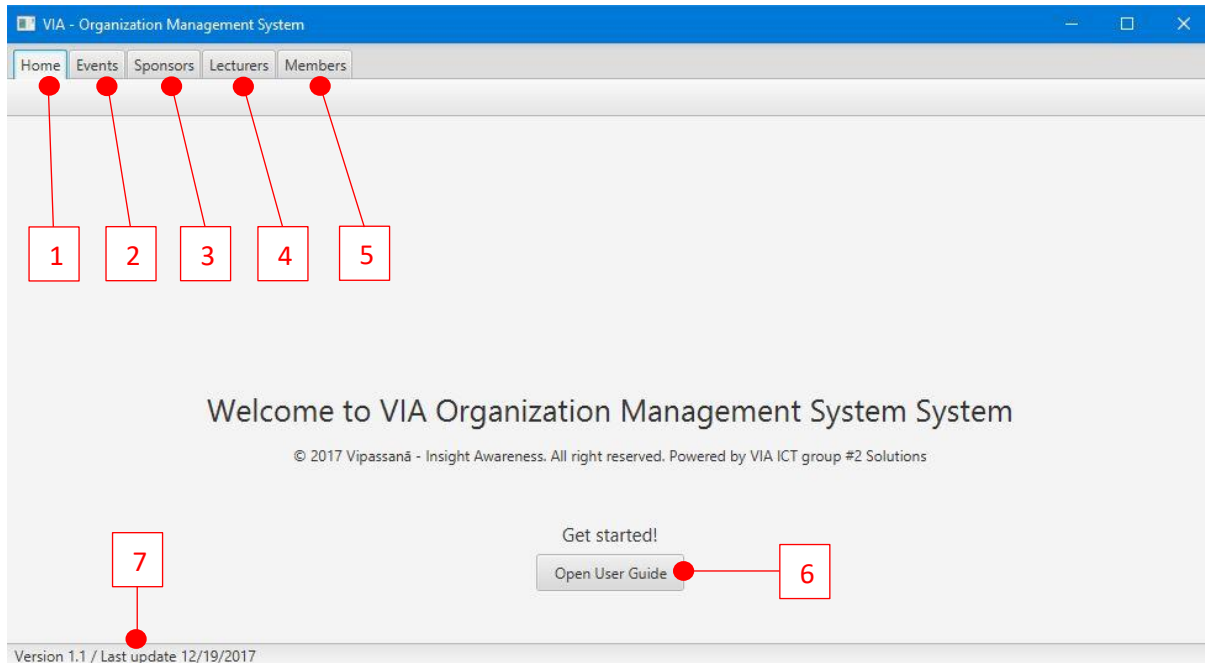 VIA - Organization Management System
Home Events Sponsors Lecturers Members
1 2 3 4 5
Welcome to VIA Organization Management System System
© 2017 Vipassanā - Insight Awareness. All right reserved. Powered by VIA ICT group #2 Solutions
Get started!
7
Open User Guide
6
Version 1.1 / Last update 12/19/2017